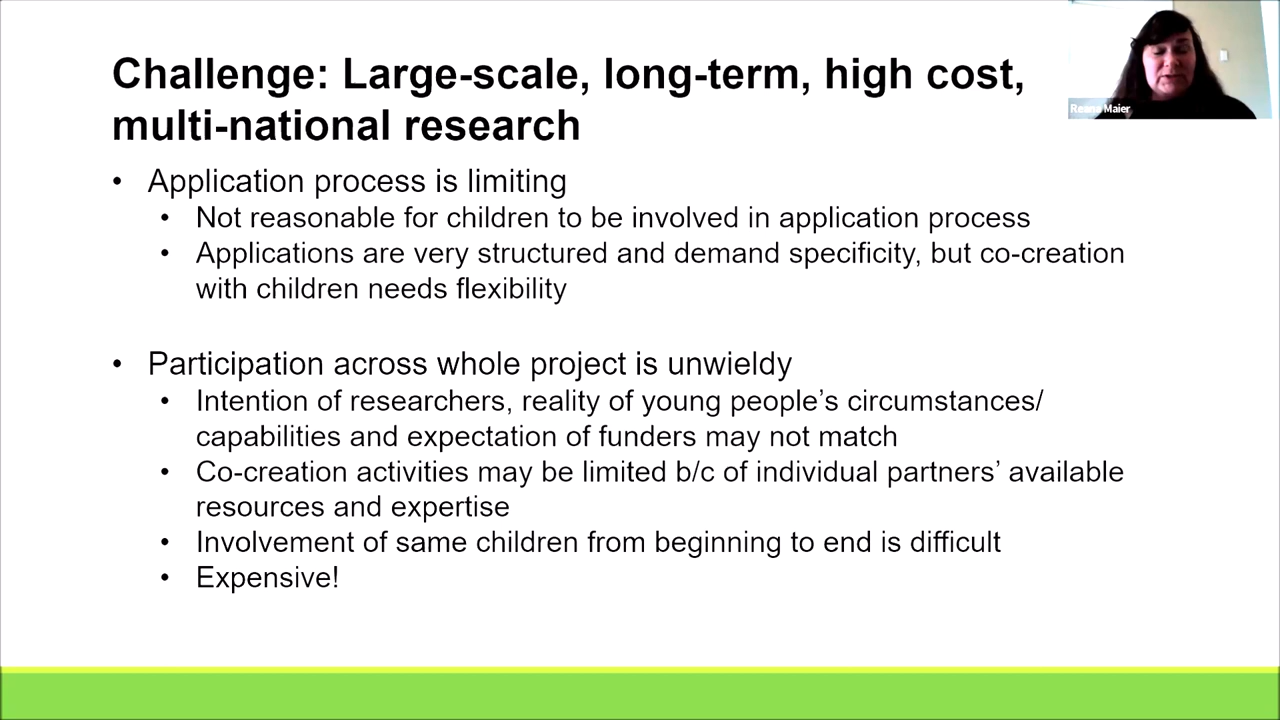 Challenge: Large-scale, long-term, high cost,
multi-national research
• Application process is limiting
• Not reasonable for children to be involved in application process
• Applications are very structured and demand specificity, but co-creation
with children needs flexibility
• Participation across whole project is unwieldy
• Intention of researchers, reality of young people’s circumstances/
capabilities and expectation of funders may not match
• Co-creation activities may be limited b/c of individual partners’ available
resources and expertise
• Involvement of same children from beginning to end is difficult
• Expensive!
Reana Maier